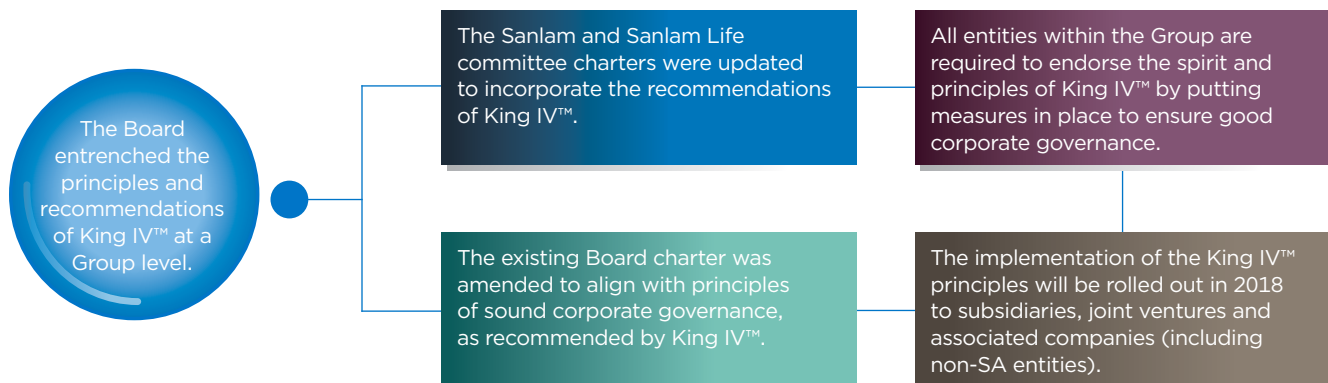 The Board
entrenched the
principles and
recommendations
of King IV™ at a
Group level.
The Sanlam and Sanlam Life
committee charters were updated
to incorporate the recommendations
of King IV™.
All entities within the Group are
required to endorse the spirit and
principles of King IV™ by putting
measures in place to ensure good
corporate governance.
The existing Board charter was
amended to align with principles
of sound corporate governance,
as recommended by King IV™.
The implementation of the King IV™
principles will be rolled out in 2018
to subsidiaries, joint ventures and
associated companies (including
non-SA entities).